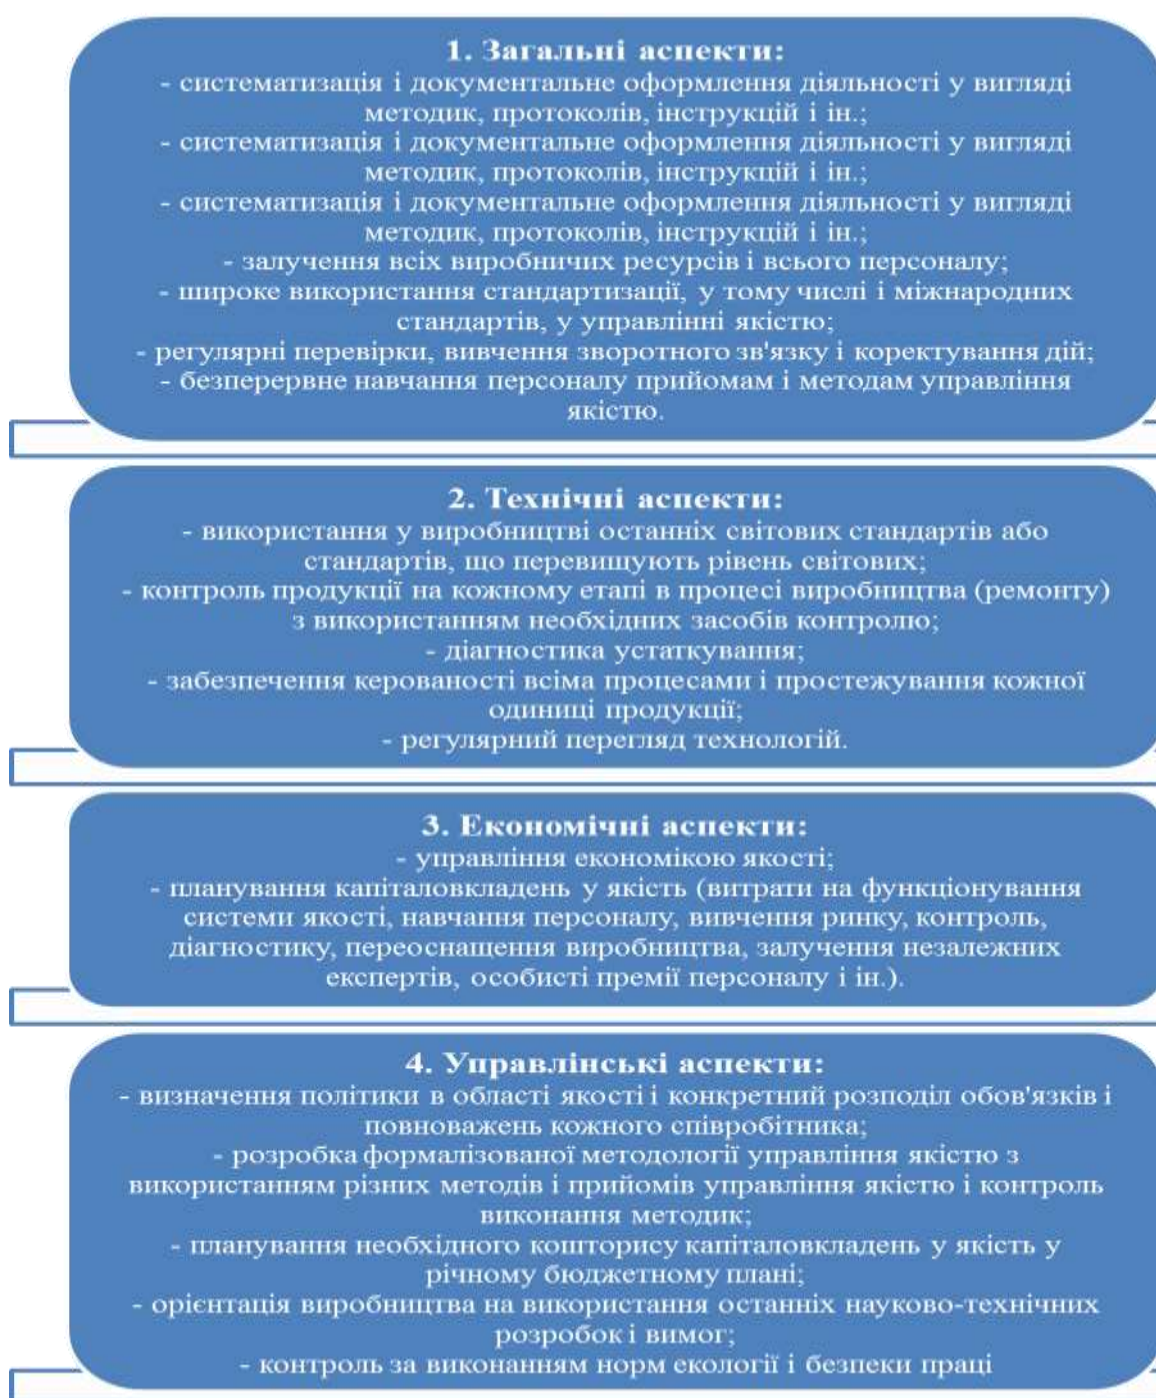 1. Загальні аспекти:
- систематизація і документальне оформлення діяльності у вигляді
методик, протоколів, інструкцій і ін.;
- систематизація і документальне оформлення діяльності у вигляді
методик, протоколів, інструкцій і ін.;
- систематизація і документальне оформлення діяльності у вигляді
методик, протоколів, інструкцій і ін.;
- залучення всіх виробничих ресурсів і всього персоналу;
- широке використання стандартизації, у тому числі і міжнародних
стандартів, у управлінні якістю;
- регулярні перевірки, вивчення зворотного зв'язку і коректування дій;
- безперервне навчання персоналу прийомам і методам управління
якістю.
2. Технічні аспекти:
- використання у виробництві останніх світових стандартів або
стандартів, що перевищують рівень світових;
- контроль продукції на кожному етапі в процесі виробництва (ремонту)
з використанням необхідних засобів контролю;
- діагностика устаткування;
- забезпечення керованості всіма процесами і простежування кожної
одиниці продукції;
- регулярний перегляд технологій.
3. Економічні аспекти:
- управління економікою якості;
- планування капіталовкладень у якість (витрати на функціонування
системи якості, навчання персоналу, вивчення ринку, контроль,
діагностику, переоснащення виробництва, залучення незалежних
експертів, особисті премії персоналу і ін.).
4. Управлінські аспекти:
- визначення політики в області якості і конкретний розподіл обов'язків і
повноважень кожного співробітника;
- розробка формалізованої методології управління якістю з
використанням різних методів і прийомів управління якістю і контроль
виконання методик;
- планування необхідного кошторису капіталовкладень у якість у
річному бюджетному плані;
- орієнтація виробництва на використання останніх науково-технічних
розробок і вимог;
- контроль за виконанням норм екології і безпеки праці